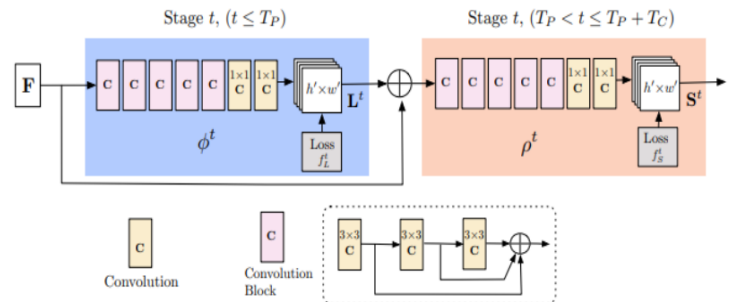 Stage t, (t ≤ T_P)
Stage t, (T_P < t ≤ T_P + T_C)
F
C C C C C 1×1 C 1×1 C
h′×w′
L^t
C C C C C 1×1 C 1×1 C
h′×w′
S^t
ϕ^t
Loss
f_L^t
ρ^t
Loss
f_S^t
C
Convolution
C
Convolution
Block
3×3 C 3×3 C 3×3 C